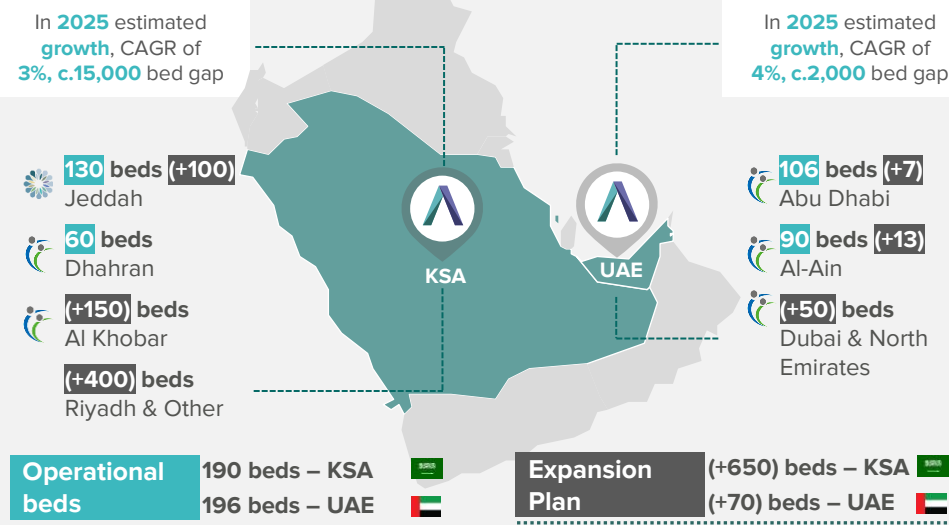 In 2025 estimated
growth, CAGR of
3%, c.15,000 bed gap
In 2025 estimated
growth, CAGR of
4%, c.2,000 bed gap
130 beds (+100)
Jeddah
60 beds
Dhahran
(+150) beds
Al Khobar
(+400) beds
Riyadh & Other
KSA
UAE
106 beds (+7)
Abu Dhabi
90 beds (+13)
Al-Ain
(+50) beds
Dubai & North
Emirates
Operational
beds
190 beds – KSA
196 beds – UAE
Expansion
Plan
(+650) beds – KSA
(+70) beds – UAE